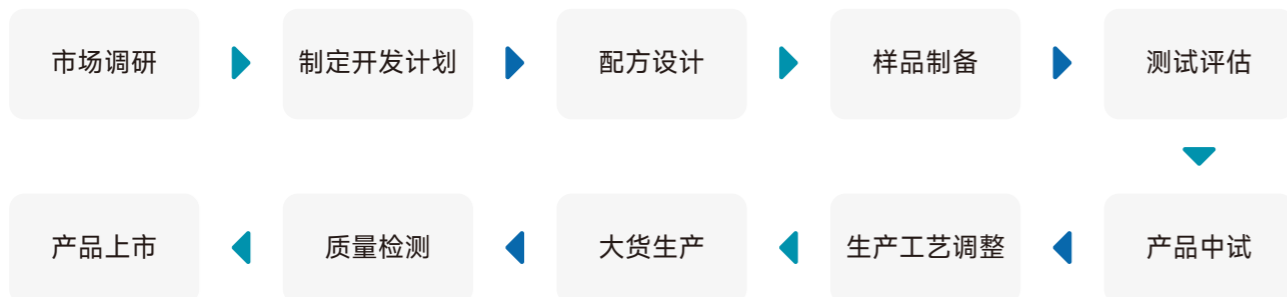 市场调研
制定开发计划
配方设计
样品制备
测试评估
产品中试
生产工艺调整
大货生产
质量检测
产品上市